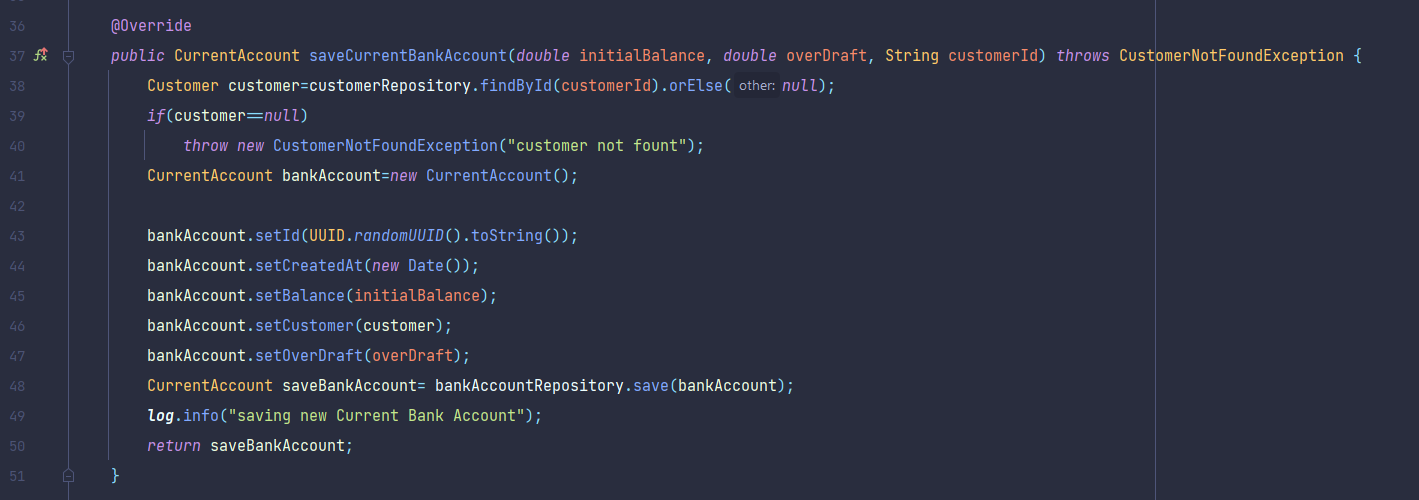 36 @Override
37 public CurrentAccount saveCurrentBankAccount(double initialBalance, double overDraft, String customerId) throws CustomerNotFoundException {
38 Customer customer=customerRepository.findById(customerId).orElse( other: null);
39 if(customer==null)
40 throw new CustomerNotFoundException("customer not fount");
41 CurrentAccount bankAccount=new CurrentAccount();
42
43 bankAccount.setId(UUID.randomUUID().toString());
44 bankAccount.setCreatedAt(new Date());
45 bankAccount.setBalance(initialBalance);
46 bankAccount.setCustomer(customer);
47 bankAccount.setOverDraft(overDraft);
48 CurrentAccount saveBankAccount= bankAccountRepository.save(bankAccount);
49 log.info("saving new Current Bank Account");
50 return saveBankAccount;
51 }